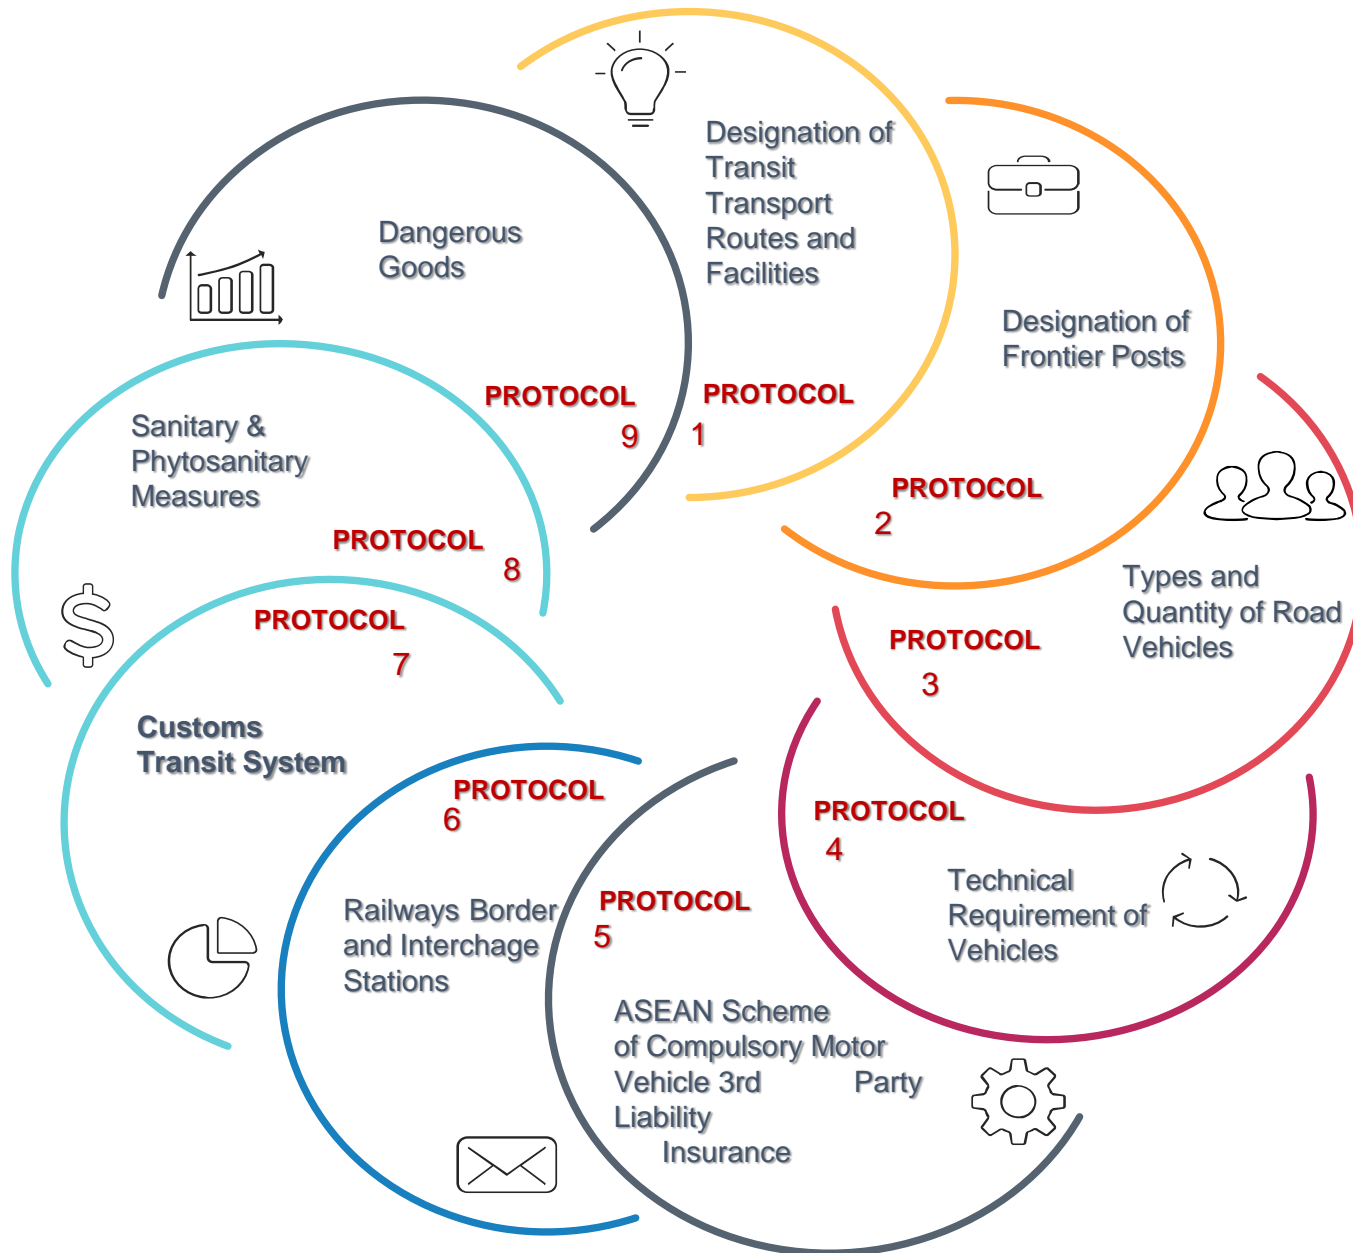 Designation of
Transit
Transport
Routes and
Facilities
PROTOCOL
1
Designation of
Frontier Posts
PROTOCOL
2
Types and
Quantity of Road
Vehicles
PROTOCOL
3
PROTOCOL
4
Technical
Requirement of
Vehicles
PROTOCOL
5
ASEAN Scheme
of Compulsory Motor
Vehicle 3rd Party
Liability
Insurance
PROTOCOL
6
Railways Border
and Interchage
Stations
PROTOCOL
7
Customs
Transit System
Sanitary &
Phytosanitary
Measures
PROTOCOL
8
Dangerous
Goods
PROTOCOL
9